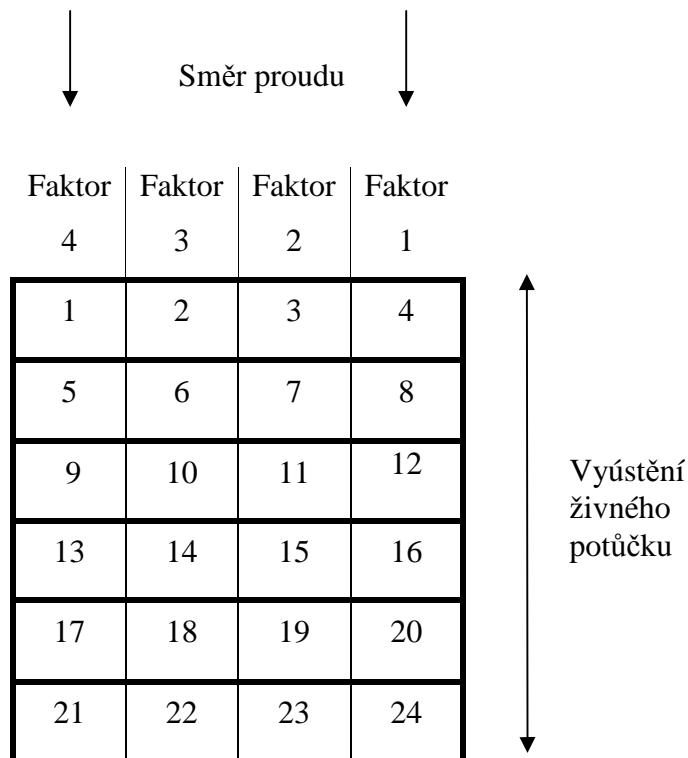 Směr proudu
Faktor Faktor Faktor Faktor
4 3 2 1
1 2 3 4
5 6 7 8
9 10 11 12
13 14 15 16
17 18 19 20
21 22 23 24
Vyústění
živného
potůčku